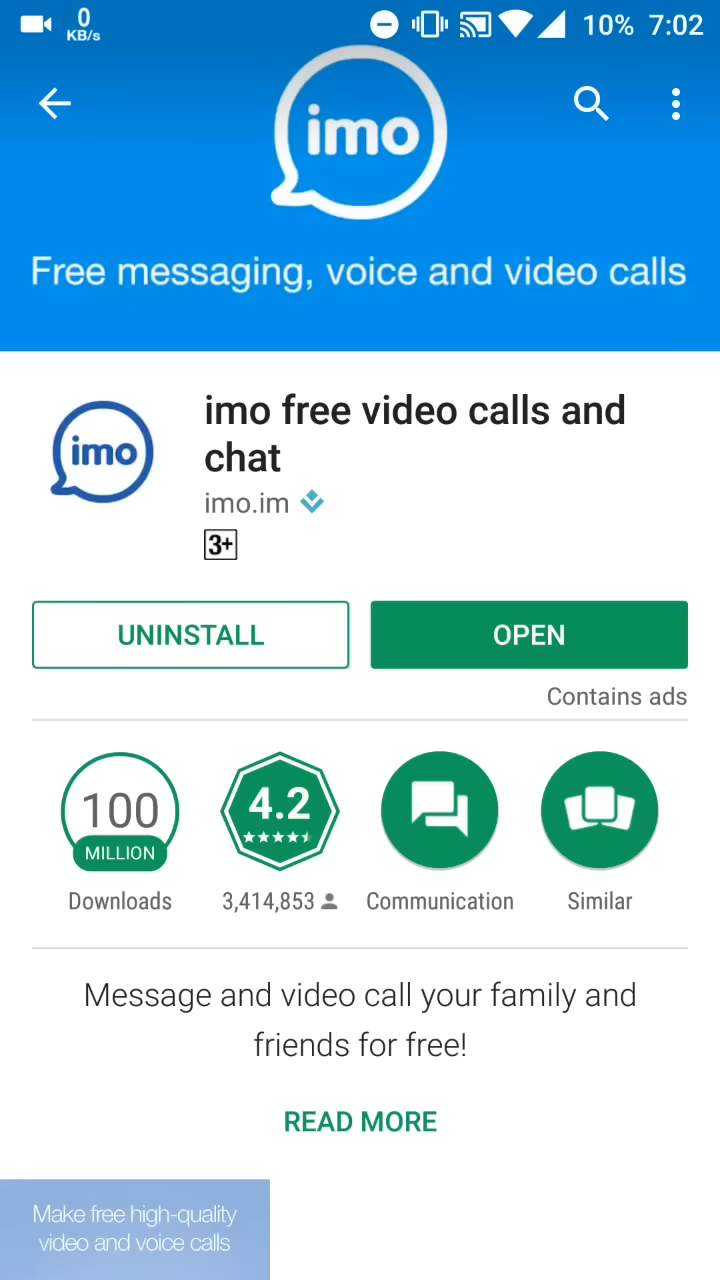 0
KB/s
10% 7:02
imo
Free messaging, voice and video calls
imo
imo free video calls and
chat
imo.im
3+
UNINSTALL
OPEN
Contains ads
100
MILLION
Downloads
4.2
3,414,853
Communication
Similar
Message and video call your family and
friends for free!
READ MORE
Make free high-quality
video and voice calls